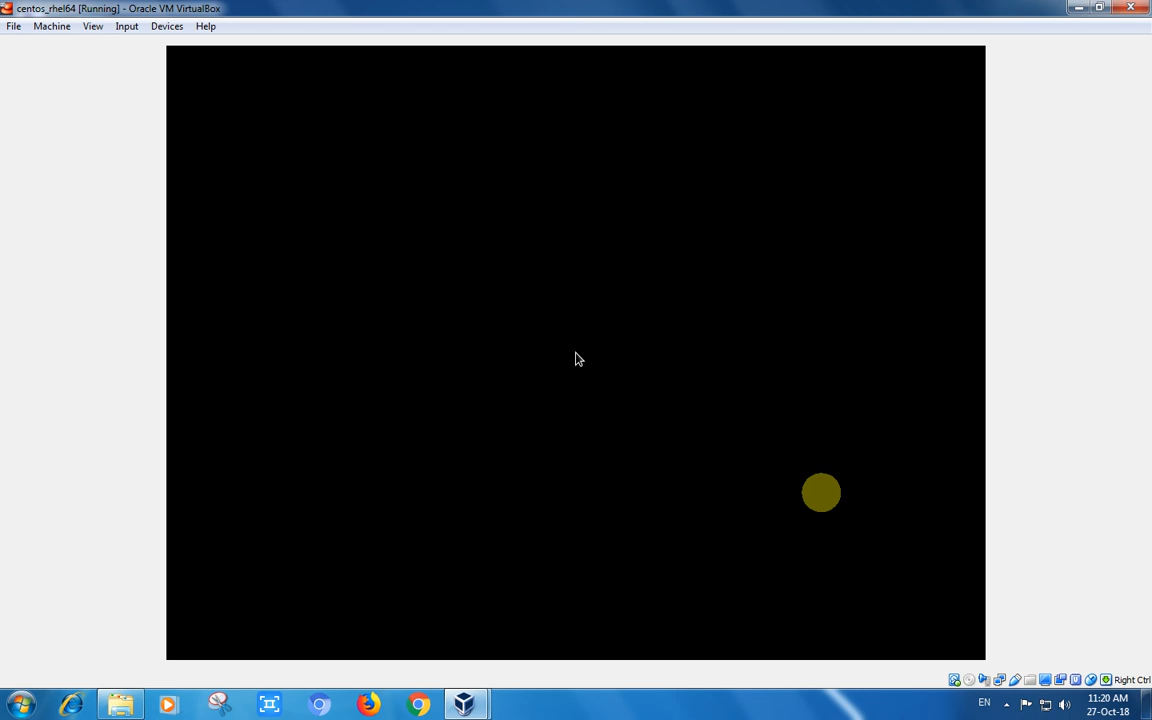 centos_rhel64 [Running] - Oracle VM VirtualBox
File Machine View Input Devices Help
Right Ctrl
EN
11:20 AM
27-Oct-18